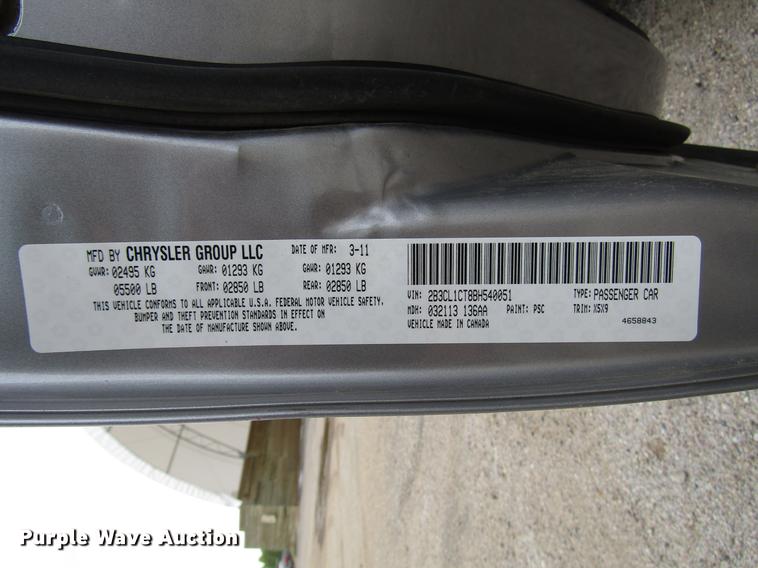 MFD BY CHRYSLER GROUP LLC DATE OF MFR: 3-11
GVWR: 02495 KG GAWR: 01293 KG GAWR: 01293 KG
05500 LB FRONT: 02850 LB REAR: 02850 LB
THIS VEHICLE CONFORMS TO ALL APPLICABLE U.S.A. FEDERAL MOTOR VEHICLE SAFETY,
BUMPER AND THEFT PREVENTION STANDARDS IN EFFECT ON
THE DATE OF MANUFACTURE SHOWN ABOVE.
VIN: 2B3CL1CT8BH540051 TYPE: PASSENGER CAR
MDH: 032113 136AA PAINT: PSC TRIM: X5X9
VEHICLE MADE IN CANADA 4658843
Purple Wave Auction